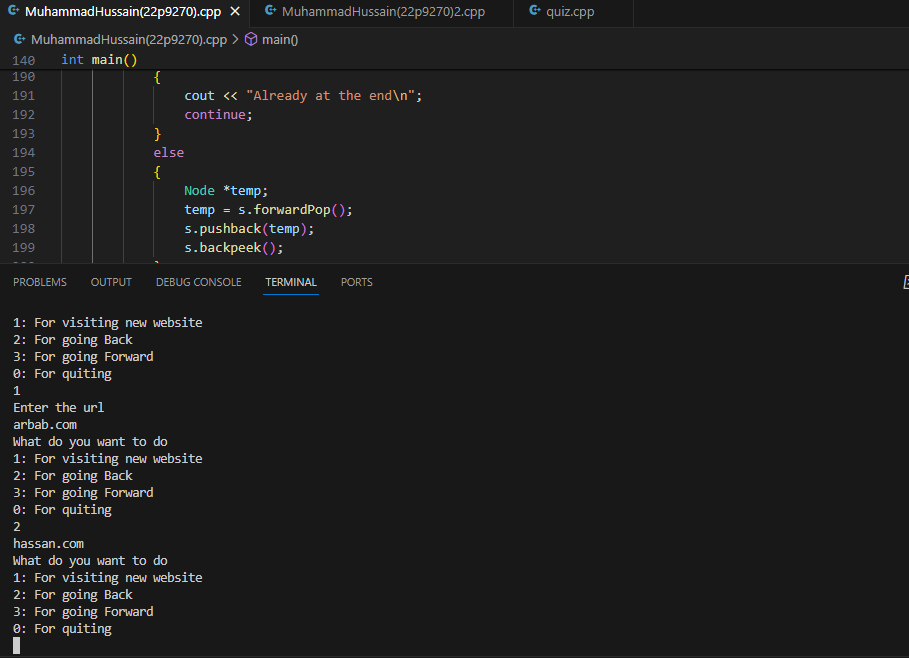 MuhammadHussain(22p9270).cpp
MuhammadHussain(22p9270)2.cpp
quiz.cpp
MuhammadHussain(22p9270).cpp > main()
140 int main()
190 {
191 cout << "Already at the end\n";
192 continue;
193 }
194 else
195 {
196 Node *temp;
197 temp = s.forwardPop();
198 s.pushback(temp);
199 s.backpeek();
PROBLEMS OUTPUT DEBUG CONSOLE TERMINAL PORTS
1: For visiting new website
2: For going Back
3: For going Forward
0: For quiting
1
Enter the url
arbab.com
What do you want to do
1: For visiting new website
2: For going Back
3: For going Forward
0: For quiting
2
hassan.com
What do you want to do
1: For visiting new website
2: For going Back
3: For going Forward
0: For quiting